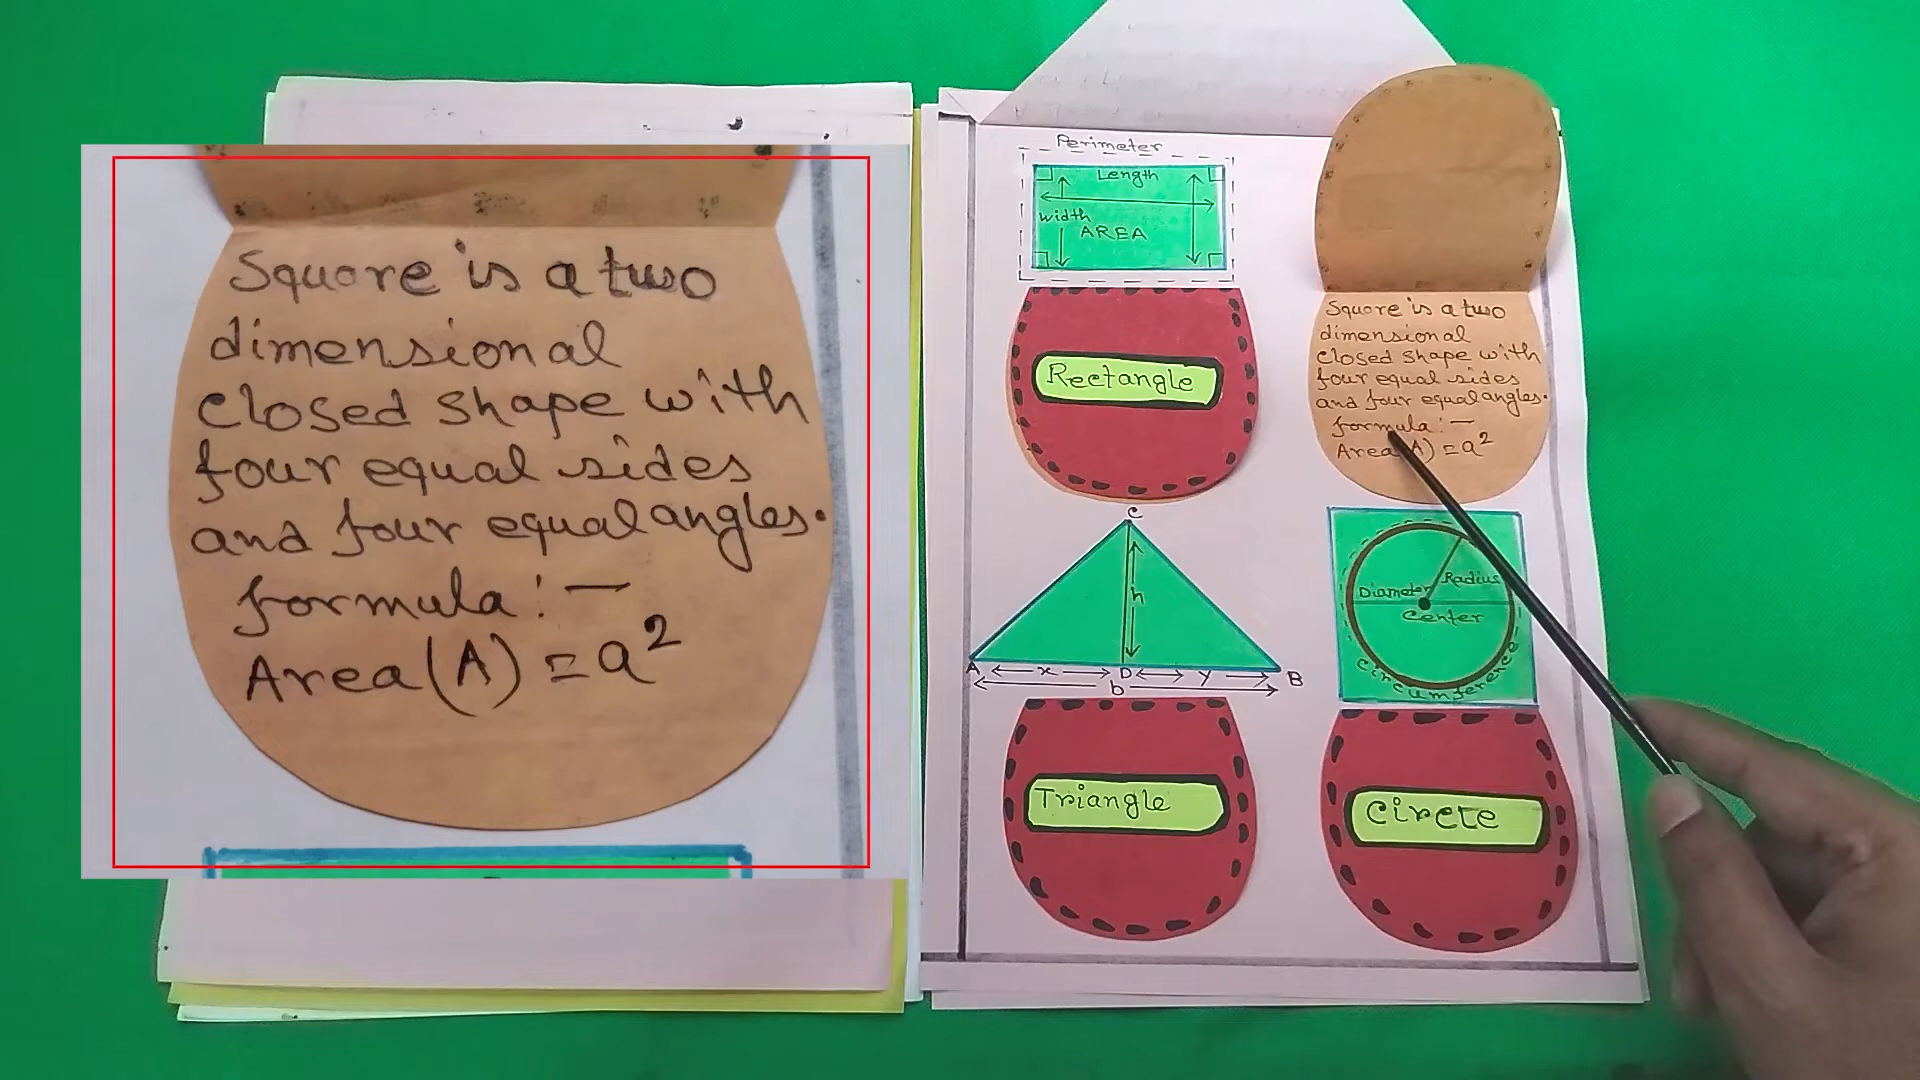 Square is a two
dimensional
closed shape with
four equal sides
and four equal angles.
formula:—
Area(A) = a²
Perimeter
Length
width
AREA
Rectangle
Square is a two
dimensional
closed shape with
four equal sides
and four equal angles.
formula:—
Area(A) = a²
C
h
A x D y B
b
Triangle
Diameter Radius
Center
Circumference
Circle